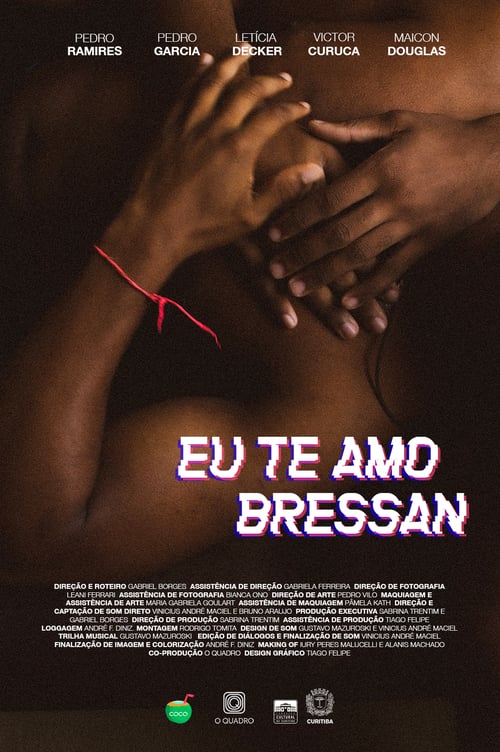 PEDRO RAMIRES
PEDRO GARCIA
LETÍCIA DECKER
VICTOR CURUCA
MAICON DOUGLAS
EU TE AMO
BRESSAN
DIREÇÃO E ROTEIRO GABRIEL BORGES ASSISTÊNCIA DE DIREÇÃO GABRIELA FERREIRA DIREÇÃO DE FOTOGRAFIA
LEANI FERRARI ASSISTÊNCIA DE FOTOGRAFIA BIANCA ONO DIREÇÃO DE ARTE PEDRO VILO MAQUIAGEM E
ASSISTÊNCIA DE ARTE MARIA GABRIELA GOULART ASSISTÊNCIA DE MAQUIAGEM PÂMELA KATH DIREÇÃO E
CAPTAÇÃO DE SOM DIRETO VINICIUS ANDRÉ MACIEL E BRUNO ARAUJO PRODUÇÃO EXECUTIVA SABRINA TRENTIM E
GABRIEL BORGES DIREÇÃO DE PRODUÇÃO SABRINA TRENTIM ASSISTÊNCIA DE PRODUÇÃO TIAGO FELIPE
LOGGAGEM ANDRÉ F. DINIZ MONTAGEM RODRIGO TOMITA DESIGN DE SOM GUSTAVO MAZUROSKI E VINICIUS ANDRÉ MACIEL
TRILHA MUSICAL GUSTAVO MAZUROSKI EDIÇÃO DE DIÁLOGOS E FINALIZAÇÃO DE SOM VINICIUS ANDRÉ MACIEL
FINALIZAÇÃO DE IMAGEM E COLORIZAÇÃO ANDRÉ F. DINIZ MAKING OF IURY PERES MALUCELLI E ALANIS MACHADO
CO-PRODUÇÃO O QUADRO DESIGN GRÁFICO TIAGO FELIPE
COCO
O QUADRO
CURITIBA